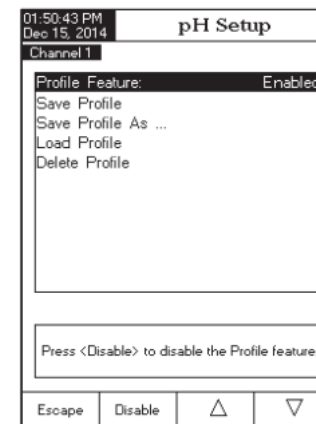 01:50:43 PM
Dec 15, 2014
pH Setup
Channel 1
Profile Feature: Enabled
Save Profile
Save Profile As ...
Load Profile
Delete Profile
Press <Disable> to disable the Profile feature
Escape Disable △ ▽